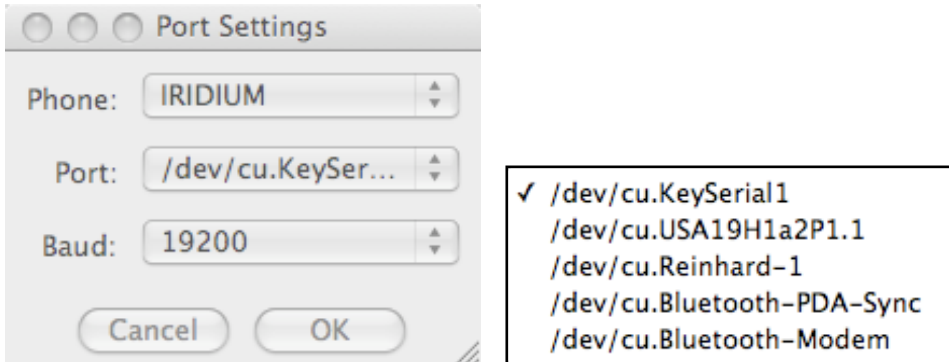 Port Settings
Phone: IRIDIUM
Port: /dev/cu.KeySer...
Baud: 19200
Cancel OK
✓ /dev/cu.KeySerial1
/dev/cu.USA19H1a2P1.1
/dev/cu.Reinhard-1
/dev/cu.Bluetooth-PDA-Sync
/dev/cu.Bluetooth-Modem